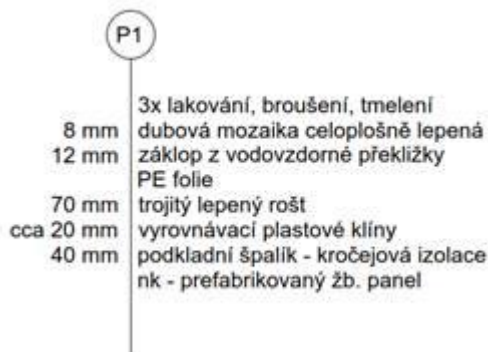 P1
3x lakování, broušení, tmelení
8 mm dubová mozaika celoplošně lepená
12 mm záklop z vodovzdorné překližky
PE folie
70 mm trojitý lepený rošt
cca 20 mm vyrovnávací plastové klíny
40 mm podkladní špalík - kročejová izolace
nk - prefabrikovaný žb. panel